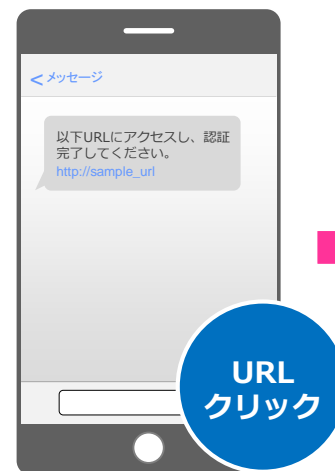 <メッセージ
以下URLにアクセスし、認証
完了してください。
http://sample_url
URL
クリック